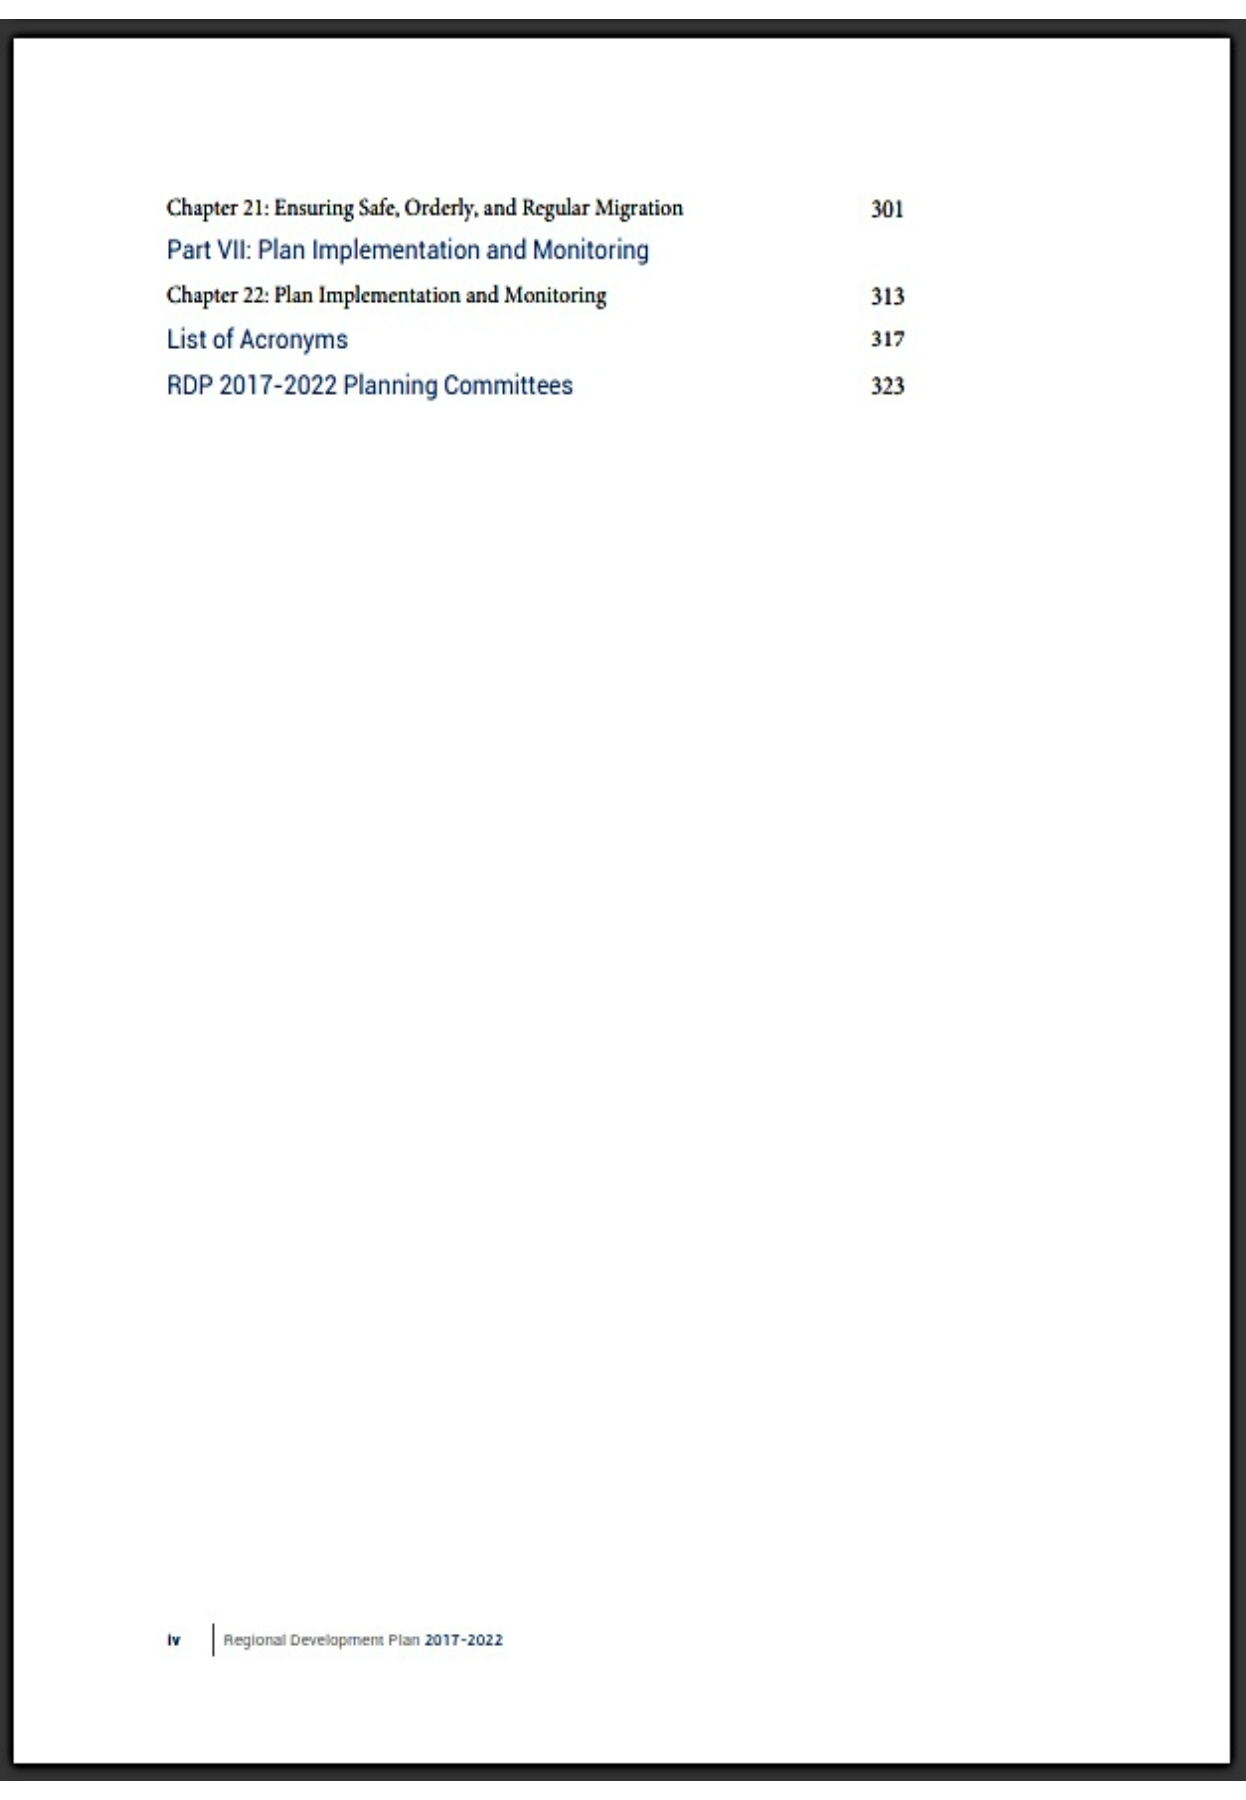 Chapter 21: Ensuring Safe, Orderly, and Regular Migration 301
Part VII: Plan Implementation and Monitoring
Chapter 22: Plan Implementation and Monitoring 313
List of Acronyms 317
RDP 2017-2022 Planning Committees 323
iv Regional Development Plan 2017-2022